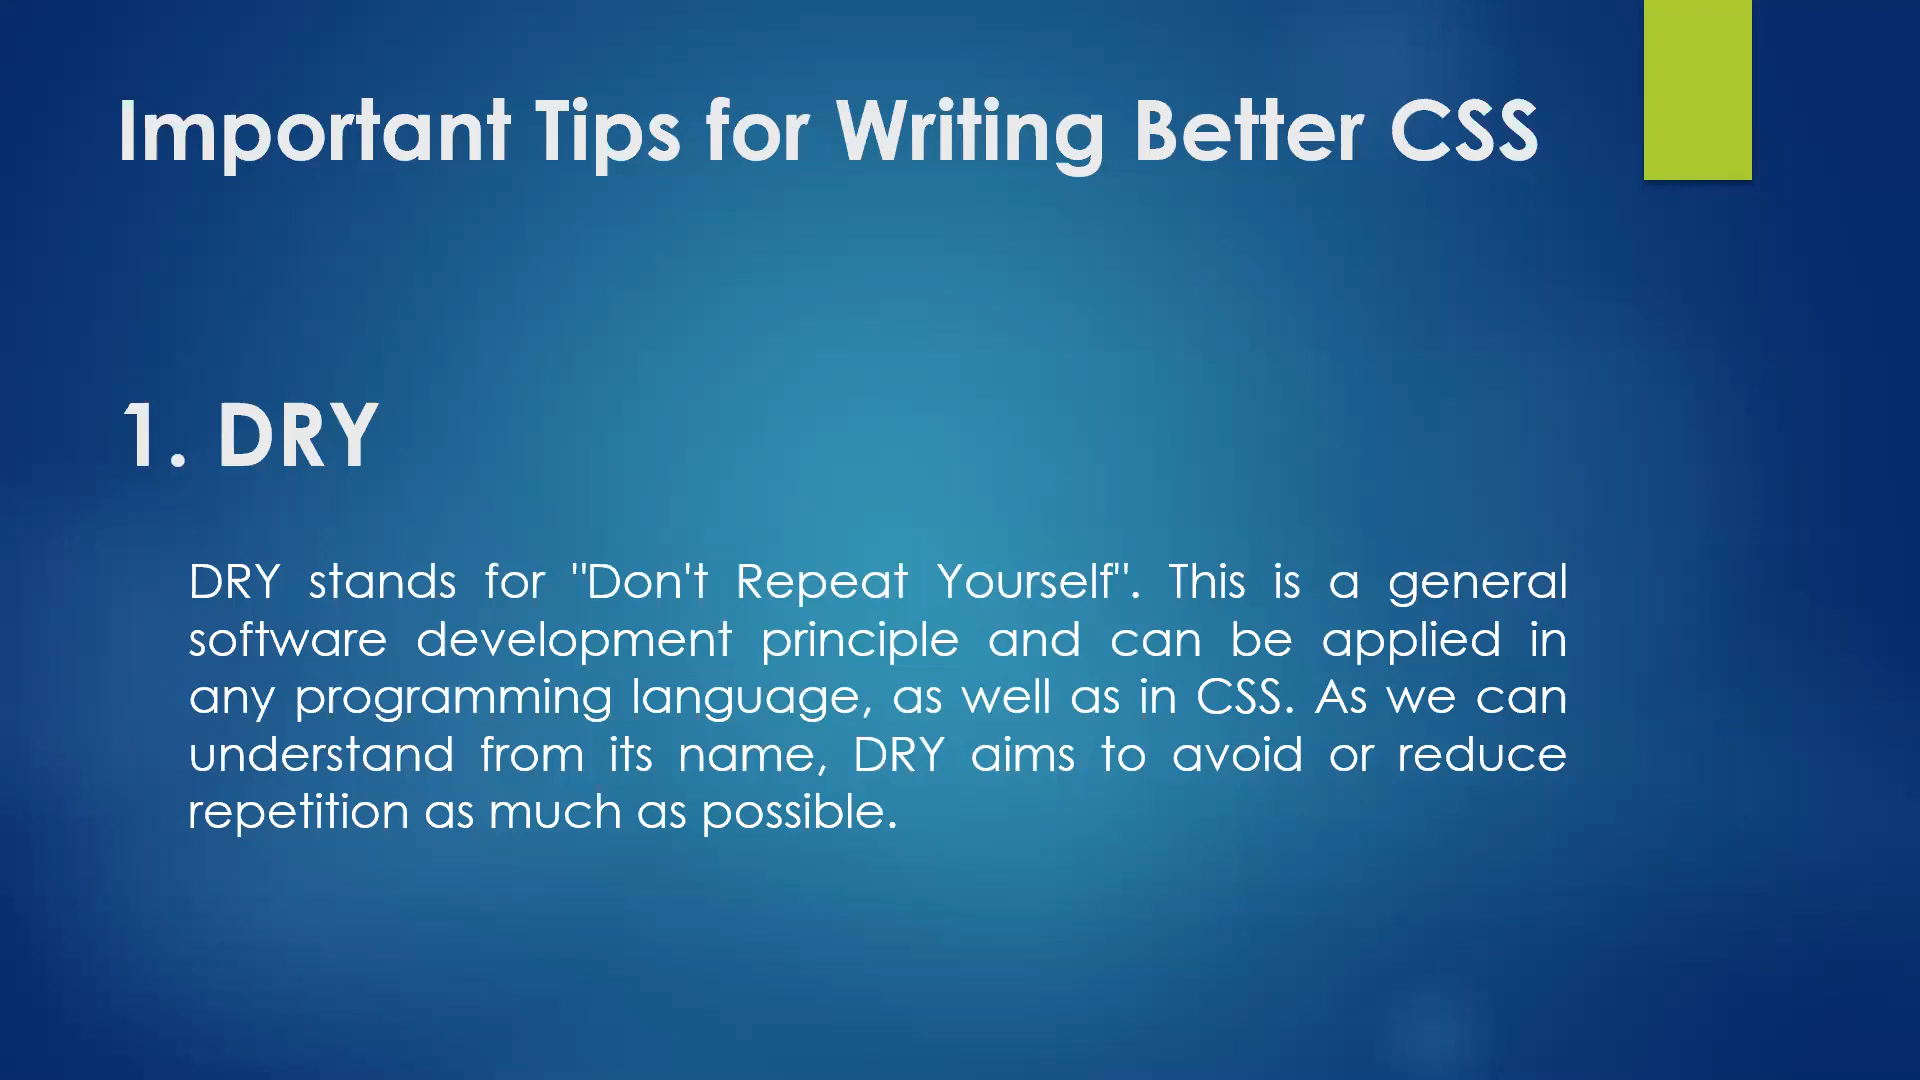 Important Tips for Writing Better CSS
1. DRY
DRY stands for "Don't Repeat Yourself". This is a general
software development principle and can be applied in
any programming language, as well as in CSS. As we can
understand from its name, DRY aims to avoid or reduce
repetition as much as possible.